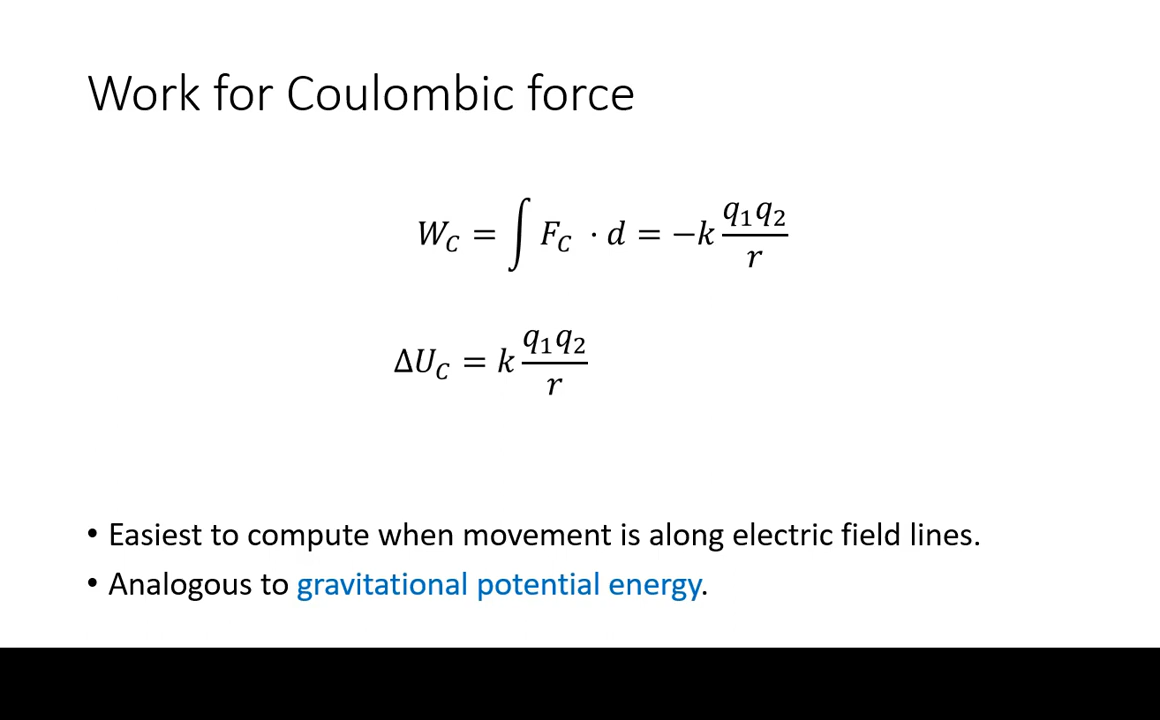 Work for Coulombic force
W_C = ∫ F_C · d = −k q₁q₂/r
ΔU_C = k q₁q₂/r
• Easiest to compute when movement is along electric field lines.
• Analogous to gravitational potential energy.